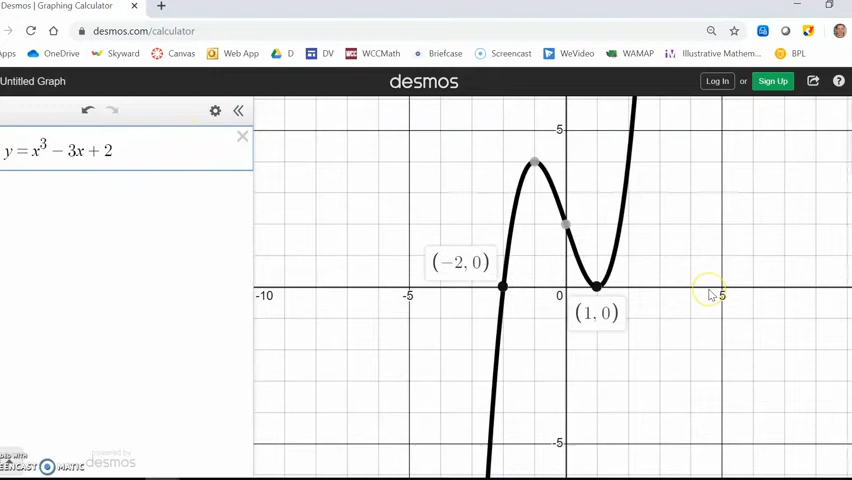 Desmos | Graphing Calculator
desmos.com/calculator
Apps OneDrive Skyward Canvas Web App D DV WCCMath Briefcase Screencast WeVideo WAMAP Illustrative Mathem... BPL
Untitled Graph desmos Log In or Sign Up
y = x³ − 3x + 2
5
(−2, 0)
-10 -5 0 5
(1, 0)
-5
powered by
desmos